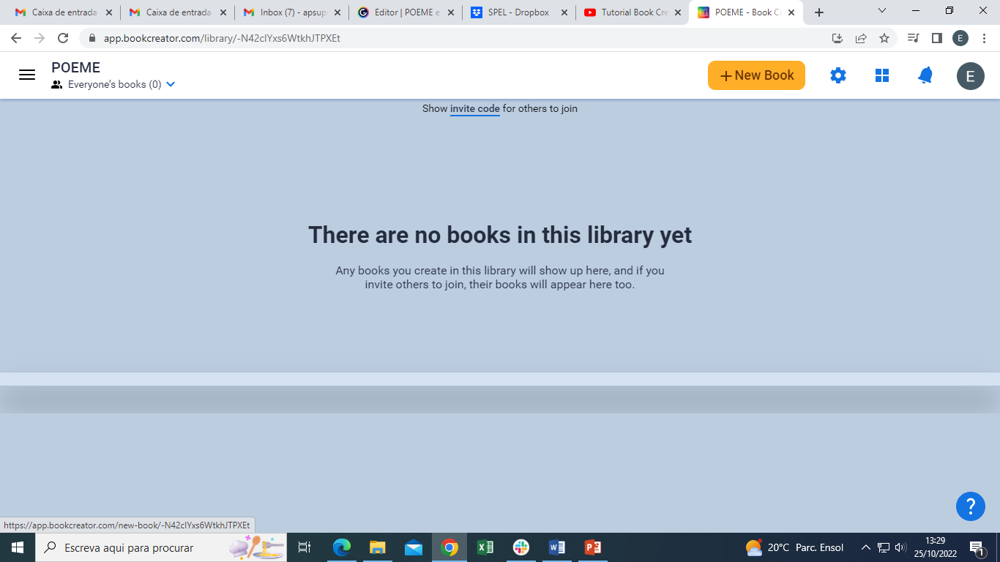 Caixa de entrada
Caixa de entrada
Inbox (7) - apsup
Editor | POEME e
SPEL - Dropbox
Tutorial Book Cre
POEME - Book C
app.bookcreator.com/library/-N42clYxs6WtkhJTPXEt
E
POEME
Everyone's books (0)
+ New Book
E
Show invite code for others to join
There are no books in this library yet
Any books you create in this library will show up here, and if you
invite others to join, their books will appear here too.
?
https://app.bookcreator.com/new-book/-N42clYxs6WtkhJTPXEt
Escreva aqui para procurar
20°C Parc. Ensol
13:29
25/10/2022
1